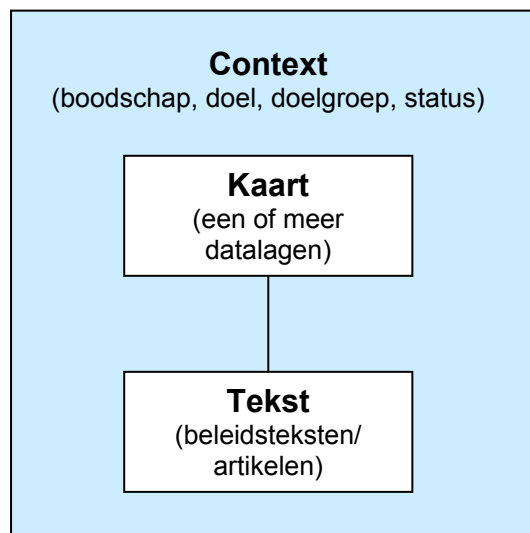 Context
(boodschap, doel, doelgroep, status)
Kaart
(een of meer
datalagen)
Tekst
(beleidsteksten/
artikelen)